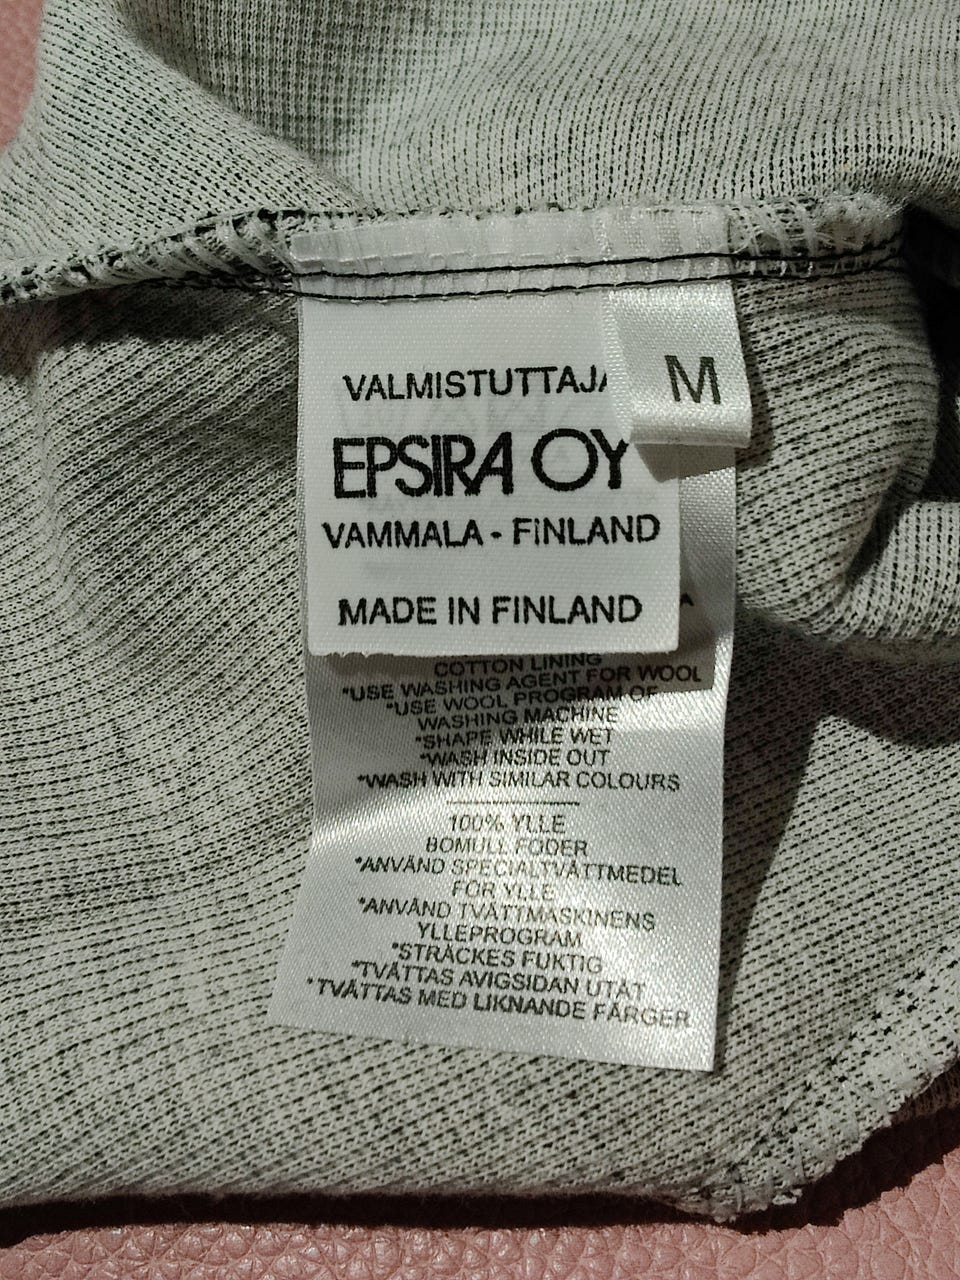 M
VALMISTUTTAJA
EPSIRA OY
VAMMALA - FINLAND
MADE IN FINLAND
COTTON LINING
*USE WASHING AGENT FOR WOOL
*USE WOOL PROGRAM OF
WASHING MACHINE
*SHAPE WHILE WET
*WASH INSIDE OUT
*WASH WITH SIMILAR COLOURS
100% YLLE
BOMULL FODER
*ANVÄND SPECIALTVÄTTMEDEL
FÖR YLLE
*ANVÄND TVÄTTMASKINENS
YLLEPROGRAM
*STRÄCKES FUKTIG
*TVÄTTAS AVIGSIDAN UTÅT
*TVÄTTAS MED LIKNANDE FÄRGER